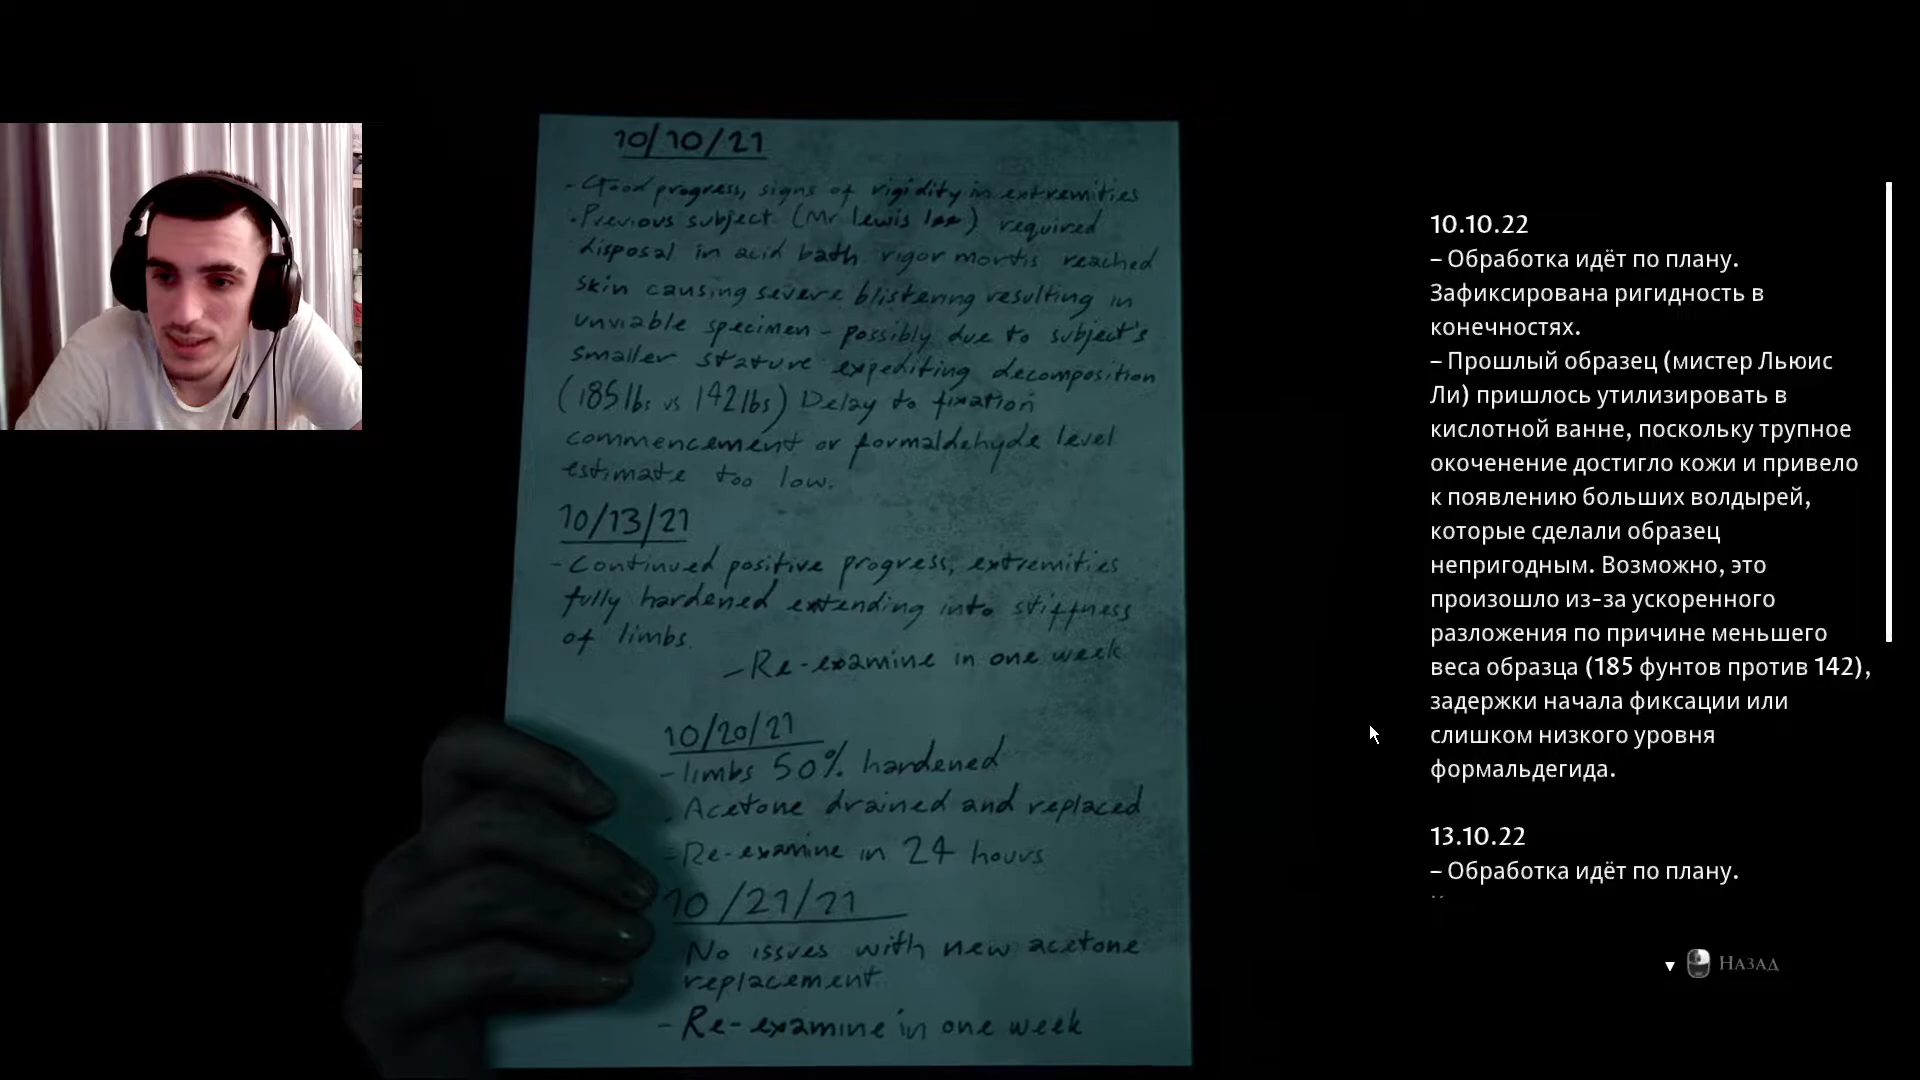 10/10/21
- Good progress, signs of rigidity in extremities
- Previous subject (Mr Lewis Lee) required
disposal in acid bath rigor mortis reached
skin causing severe blistering resulting in
unviable specimen - possibly due to subject's
smaller stature expediting decomposition
(185lbs vs 142lbs) Delay to fixation
commencement or formaldehyde level
estimate too low.
10/13/21
- Continued positive progress, extremities
fully hardened extending into stiffness
of limbs.
- Re-examine in one week
10/20/21
- limbs 50% hardened
- Acetone drained and replaced
- Re-examine in 24 hours
10/21/21
No issues with new acetone
replacement
- Re-examine in one week
10.10.22
– Обработка идёт по плану.
Зафиксирована ригидность в
конечностях.
– Прошлый образец (мистер Льюис
Ли) пришлось утилизировать в
кислотной ванне, поскольку трупное
окоченение достигло кожи и привело
к появлению больших волдырей,
которые сделали образец
непригодным. Возможно, это
произошло из-за ускоренного
разложения по причине меньшего
веса образца (185 фунтов против 142),
задержки начала фиксации или
слишком низкого уровня
формальдегида.
13.10.22
– Обработка идёт по плану.
Назад